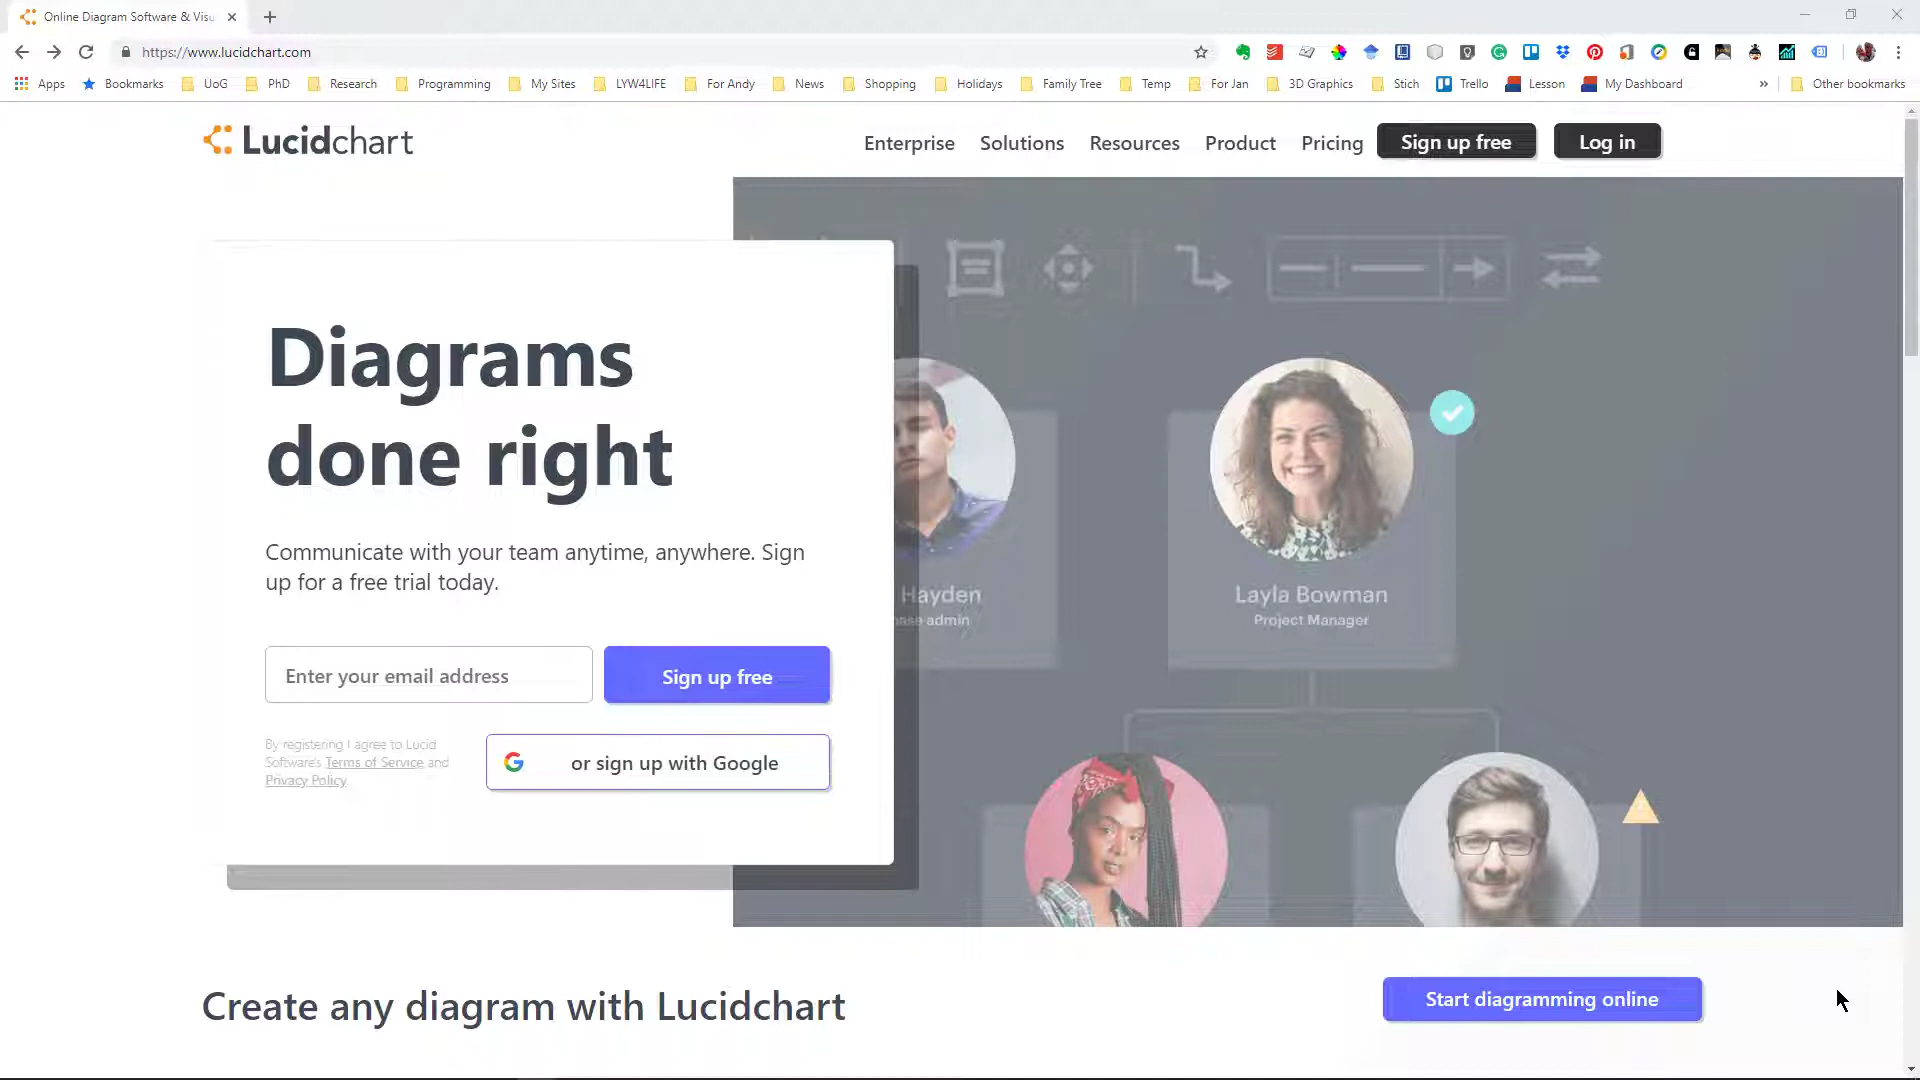 Online Diagram Software & Visu
https://www.lucidchart.com
Apps Bookmarks UoG PhD Research Programming My Sites LYW4LIFE For Andy News Shopping Holidays Family Tree Temp For Jan 3D Graphics Stich Trello Lesson My Dashboard » Other bookmarks
Lucidchart
Enterprise Solutions Resources Product Pricing Sign up free Log in
Diagrams
done right
Communicate with your team anytime, anywhere. Sign
up for a free trial today.
Enter your email address
Sign up free
By registering I agree to Lucid
Software's Terms of Service and
Privacy Policy.
or sign up with Google
Hayden
base admin
Layla Bowman
Project Manager
Create any diagram with Lucidchart
Start diagramming online